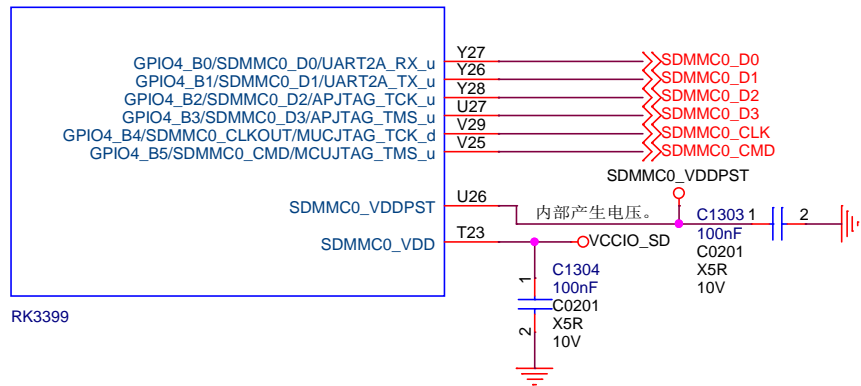 GPIO4_B0/SDMMC0_D0/UART2A_RX_u Y27 SDMMC0_D0
GPIO4_B1/SDMMC0_D1/UART2A_TX_u Y26 SDMMC0_D1
GPIO4_B2/SDMMC0_D2/APJTAG_TCK_u Y28 SDMMC0_D2
GPIO4_B3/SDMMC0_D3/APJTAG_TMS_u U27 SDMMC0_D3
GPIO4_B4/SDMMC0_CLKOUT/MUCJTAG_TCK_d V29 SDMMC0_CLK
GPIO4_B5/SDMMC0_CMD/MCUJTAG_TMS_u V25 SDMMC0_CMD
SDMMC0_VDDPST
SDMMC0_VDDPST U26 内部产生电压。
C1303 1 2
100nF
C0201
X5R
10V
SDMMC0_VDD T23 VCCIO_SD
1 C1304
100nF
C0201
2 X5R
10V
RK3399